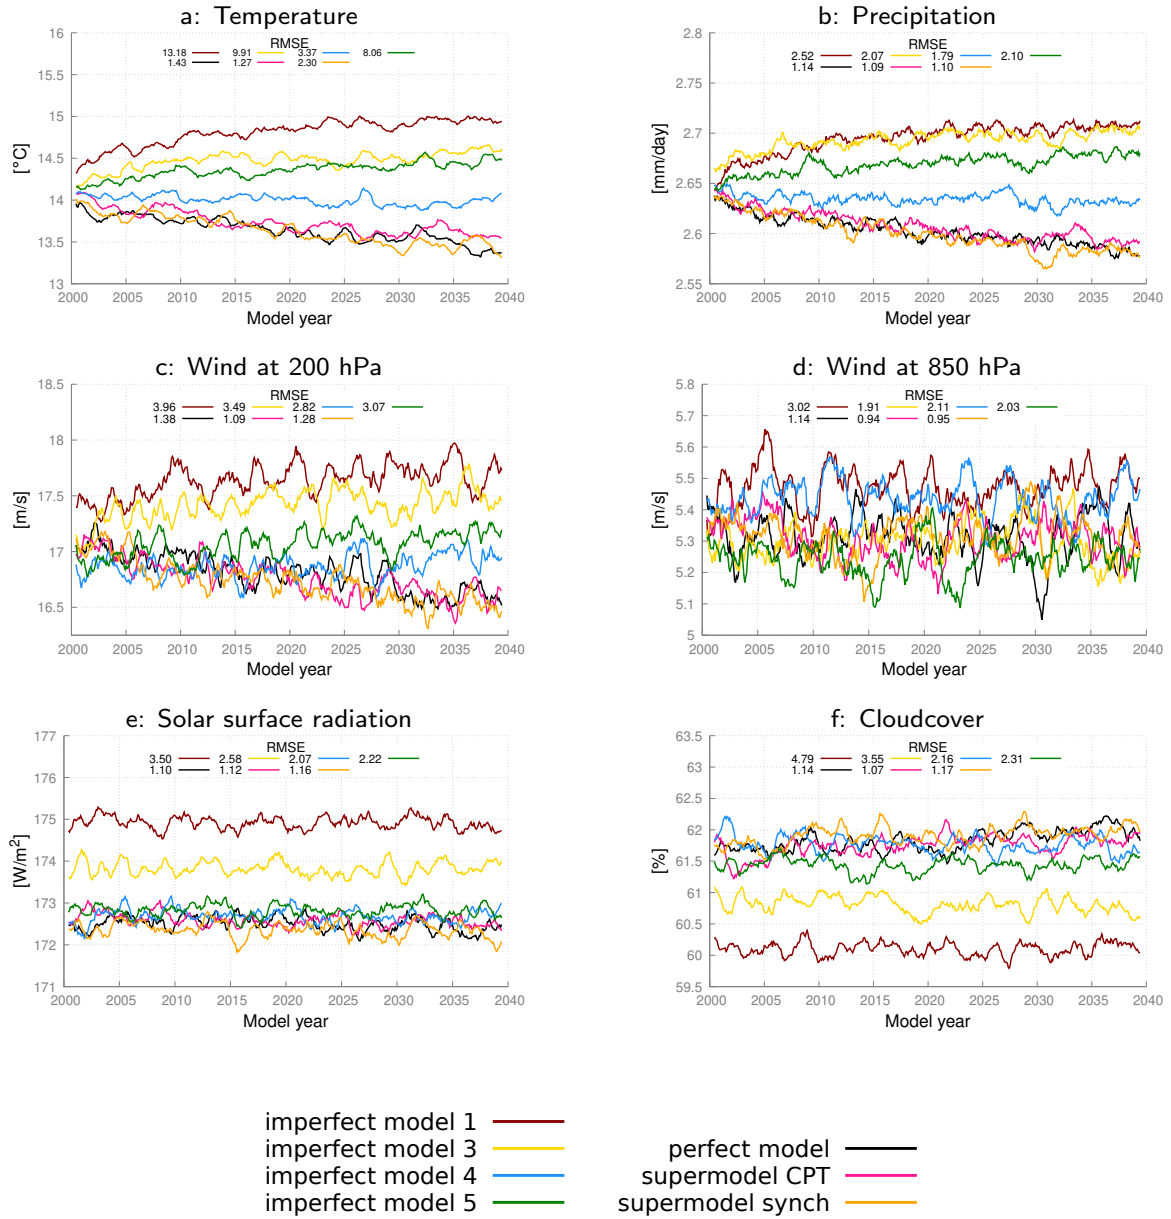 a: Temperature
RMSE
13.18 9.91 3.37 8.06
1.43 1.27 2.30
16
15.5
15
14.5
14
13.5
13
[°C]
2000 2005 2010 2015 2020 2025 2030 2035 2040
Model year
b: Precipitation
RMSE
2.52 2.07 1.79 2.10
1.14 1.09 1.10
2.8
2.75
2.7
2.65
2.6
2.55
[mm/day]
2000 2005 2010 2015 2020 2025 2030 2035 2040
Model year
c: Wind at 200 hPa
RMSE
3.96 3.49 2.82 3.07
1.38 1.09 1.28
18.5
18
17.5
17
16.5
[m/s]
2000 2005 2010 2015 2020 2025 2030 2035 2040
Model year
d: Wind at 850 hPa
RMSE
3.02 1.91 2.11 2.03
1.14 0.94 0.95
5.8
5.7
5.6
5.5
5.4
5.3
5.2
5.1
5
[m/s]
2000 2005 2010 2015 2020 2025 2030 2035 2040
Model year
e: Solar surface radiation
RMSE
3.50 2.58 2.07 2.22
1.10 1.12 1.16
177
176
175
174
173
172
171
[W/m²]
2000 2005 2010 2015 2020 2025 2030 2035 2040
Model year
f: Cloudcover
RMSE
4.79 3.55 2.16 2.31
1.14 1.07 1.17
63.5
63
62.5
62
61.5
61
60.5
60
59.5
[%]
2000 2005 2010 2015 2020 2025 2030 2035 2040
Model year
imperfect model 1
imperfect model 3
imperfect model 4
imperfect model 5
perfect model
supermodel CPT
supermodel synch